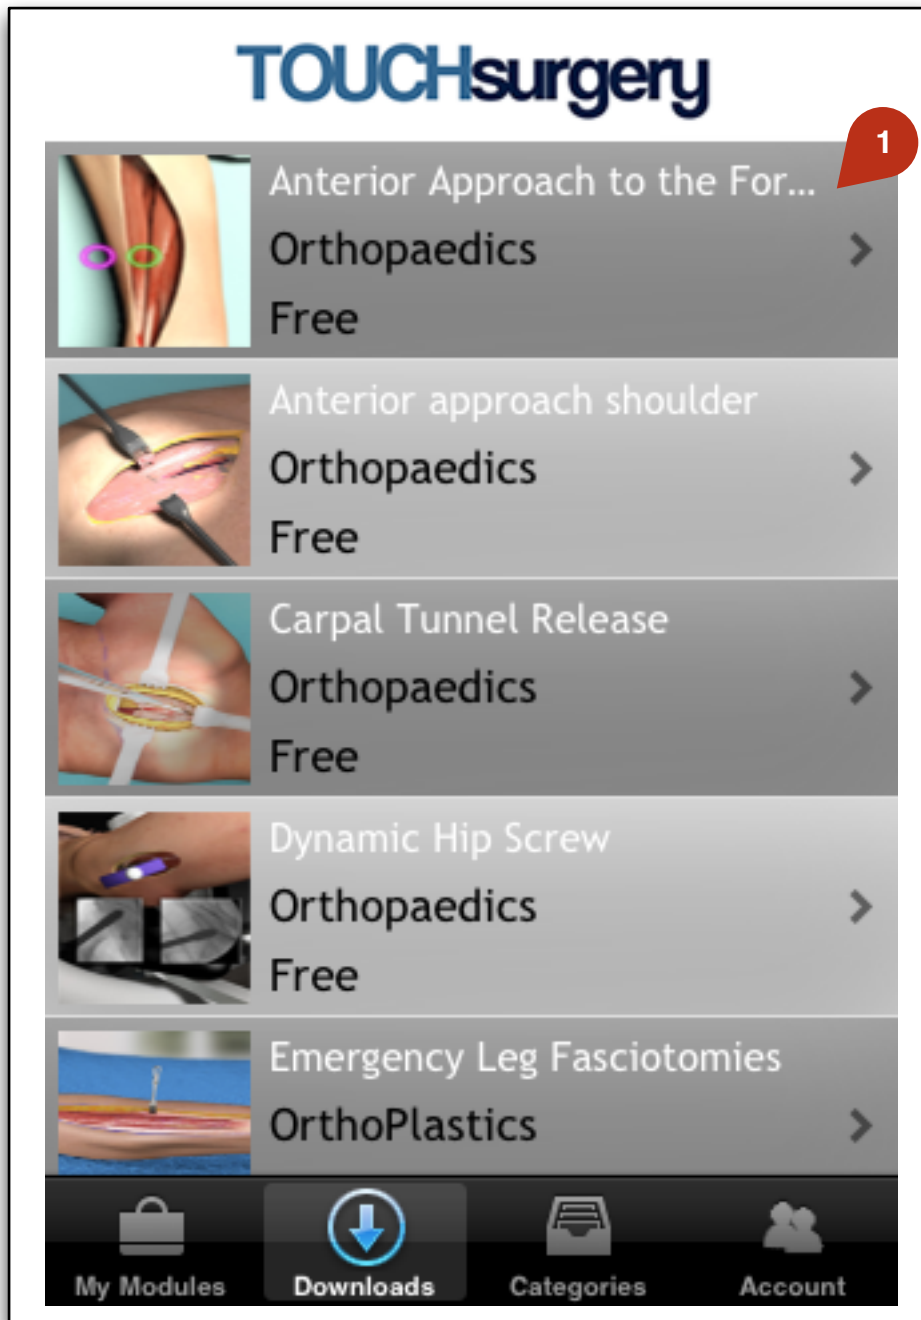 TOUCHsurgery
1
Anterior Approach to the For...
Orthopaedics
Free
Anterior approach shoulder
Orthopaedics
Free
Carpal Tunnel Release
Orthopaedics
Free
Dynamic Hip Screw
Orthopaedics
Free
Emergency Leg Fasciotomies
OrthoPlastics
My Modules Downloads Categories Account